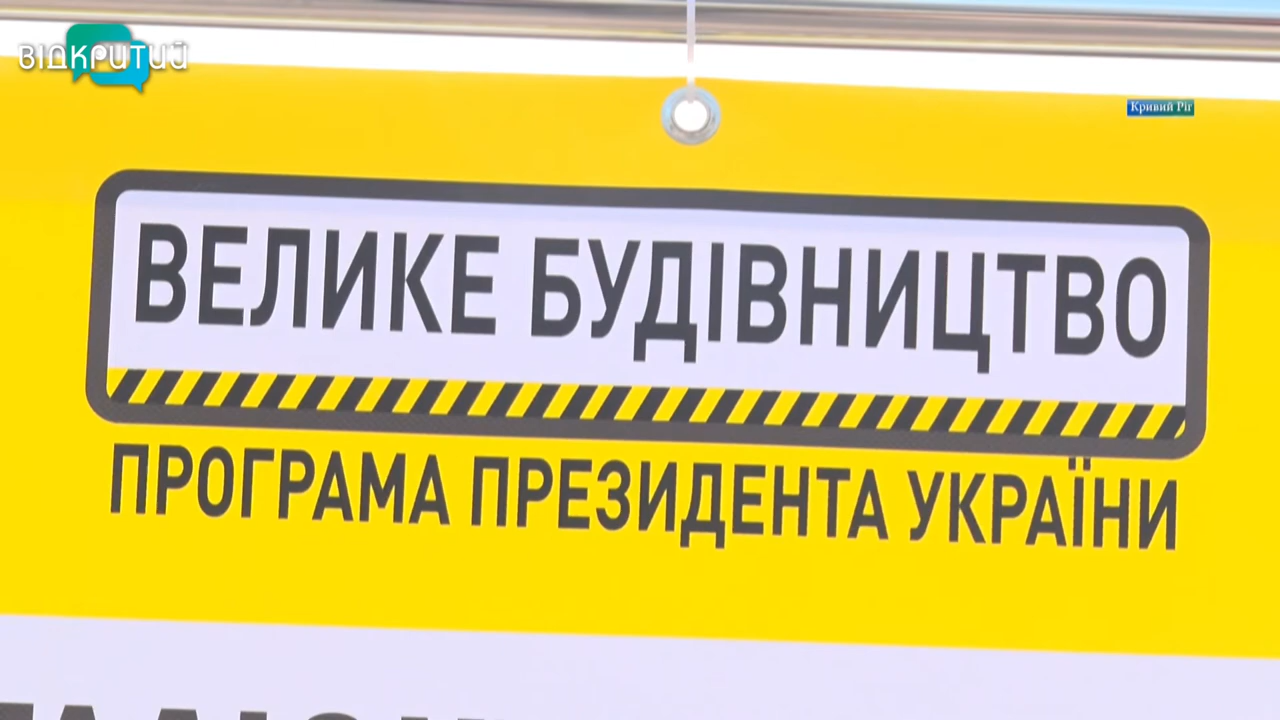 ВІДКРИТИЙ
Кривий Ріг
ВЕЛИКЕ БУДІВНИЦТВО
ПРОГРАМА ПРЕЗИДЕНТА УКРАЇНИ